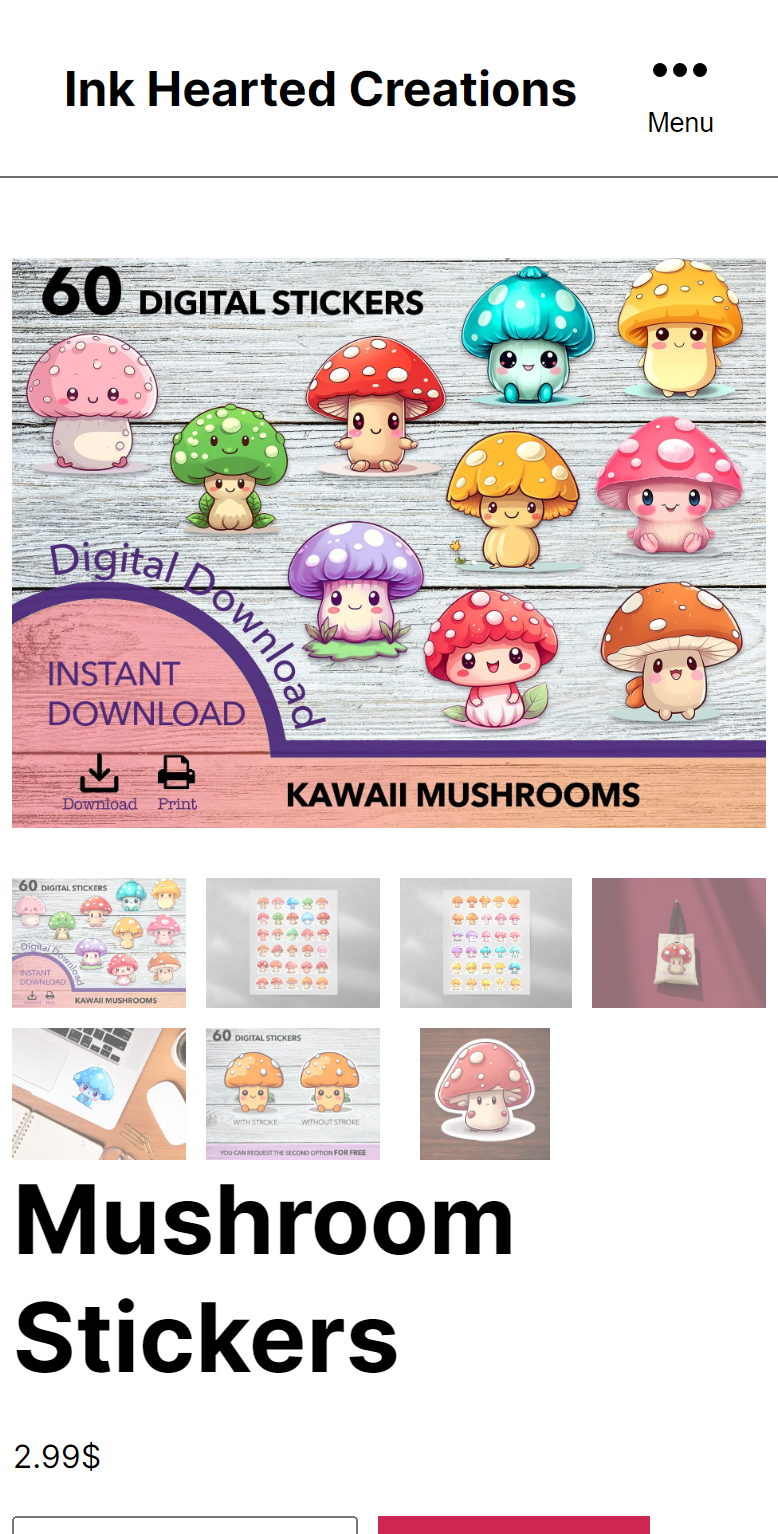 Ink Hearted Creations
Menu
60 DIGITAL STICKERS
Digital Download
INSTANT
DOWNLOAD
Download
Print
KAWAII MUSHROOMS
60 DIGITAL STICKERS
Digital Download
INSTANT
DOWNLOAD
KAWAII MUSHROOMS
60 DIGITAL STICKERS
WITH STROKE
WITHOUT STROKE
YOU CAN REQUEST THE SECOND OPTION FOR FREE
Mushroom
Stickers
2.99$